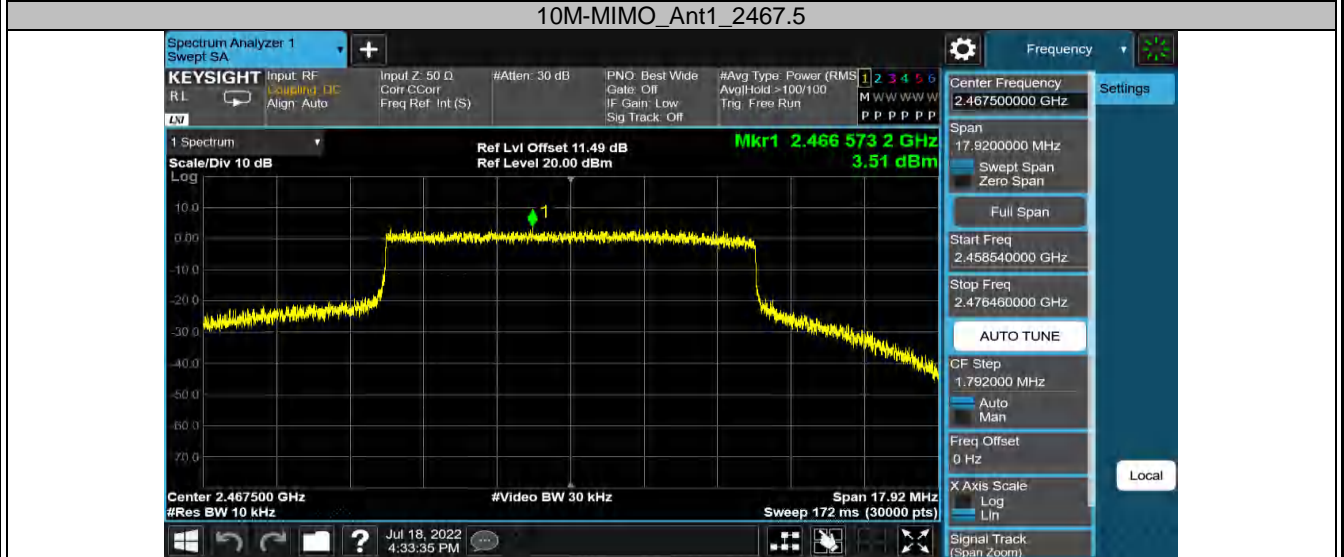 10M-MIMO_Ant1_2467.5
Spectrum Analyzer 1
Swept SA
Frequency
KEYSIGHT
RL
Input: RF
Coupling: DC
Align: Auto
Input Z: 50 Ω
Corr CCorr
Freq Ref: Int (S)
#Atten: 30 dB
PNO: Best Wide
Gate: Off
IF Gain: Low
Sig Track: Off
#Avg Type: Power (RMS
Avg|Hold:>100/100
Trig: Free Run
1 2 3 4 5 6
M W W W W W
P P P P P P
LXI
1 Spectrum
Scale/Div 10 dB
Log
Ref Lvl Offset 11.49 dB
Ref Level 20.00 dBm
Mkr1 2.466 573 2 GHz
3.51 dBm
1
10.0
0.00
-10.0
-20.0
-30.0
-40.0
-50.0
-60.0
-70.0
Center 2.467500 GHz
#Res BW 10 kHz
#Video BW 30 kHz
Span 17.92 MHz
Sweep 172 ms (30000 pts)
?
Jul 18, 2022
4:33:35 PM
Center Frequency
2.467500000 GHz
Settings
Span
17.9200000 MHz
Swept Span
Zero Span
Full Span
Start Freq
2.458540000 GHz
Stop Freq
2.476460000 GHz
AUTO TUNE
CF Step
1.792000 MHz
Auto
Man
Freq Offset
0 Hz
X Axis Scale
Log
Lin
Local
Signal Track
(Span Zoom)